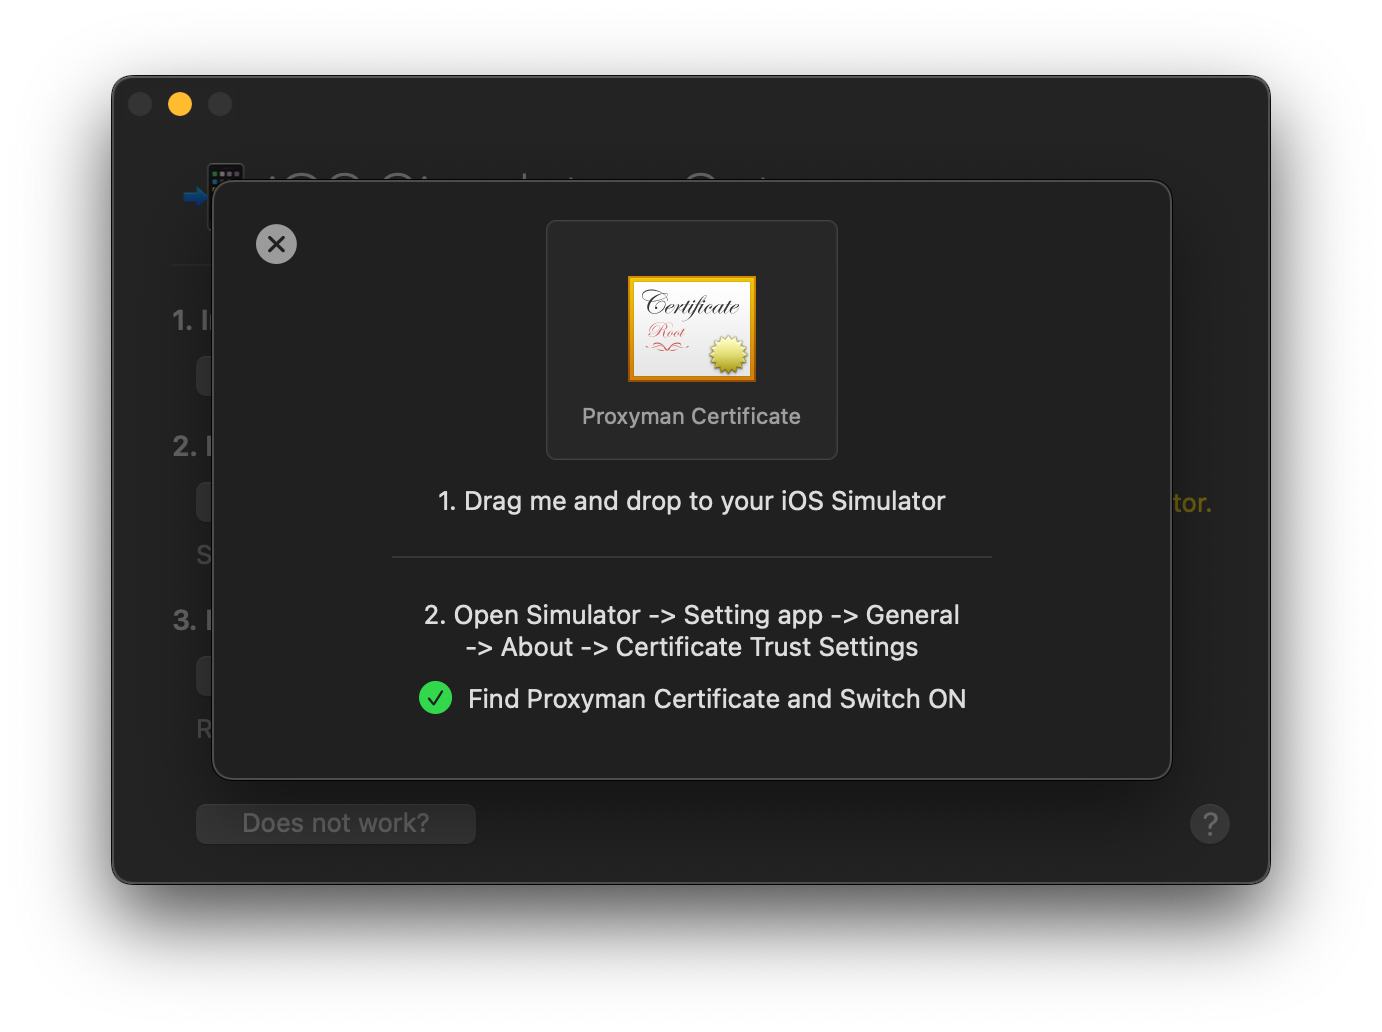 Certificate
Root
Proxyman Certificate
1. Drag me and drop to your iOS Simulator
2. Open Simulator -> Setting app -> General
-> About -> Certificate Trust Settings
Find Proxyman Certificate and Switch ON
1.
2.
tor.
3.
Does not work?
?